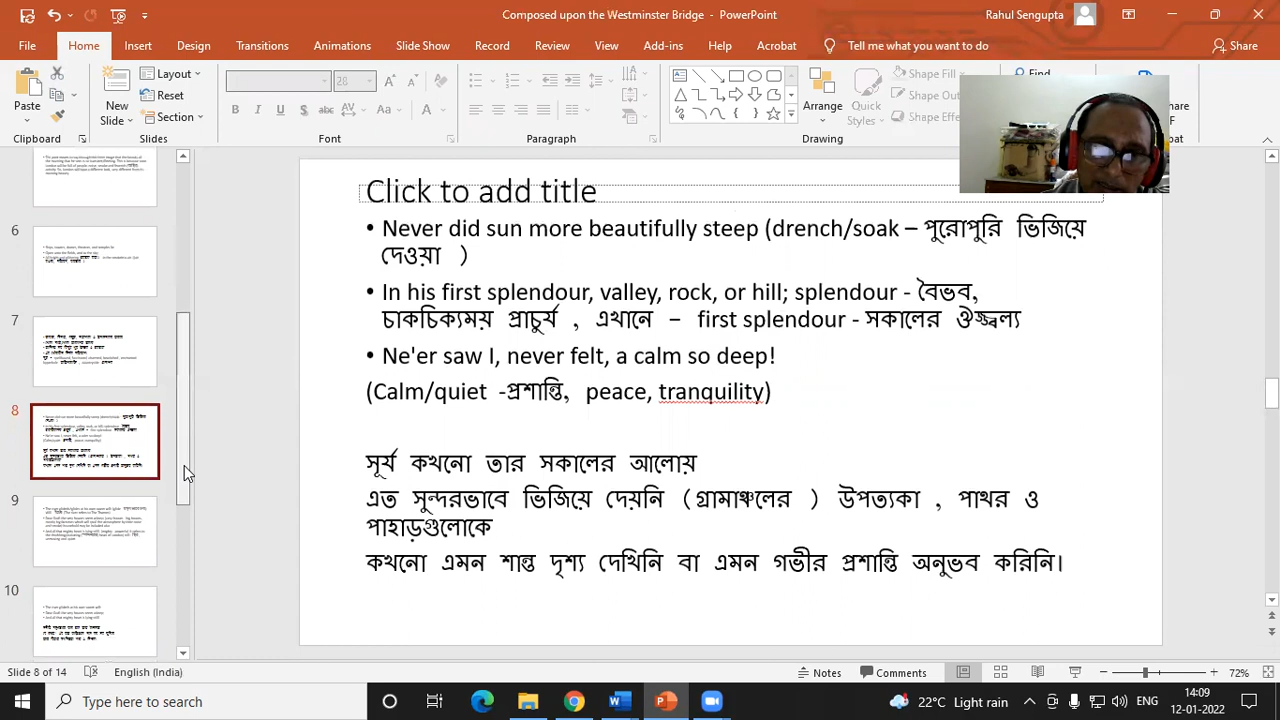 Composed upon the Westminster Bridge - PowerPoint
Rahul Sengupta
File Home Insert Design Transitions Animations Slide Show Record Review View Add-ins Help Acrobat Tell me what you want to do Share
Paste
New Slide
Layout
Reset
Section
28
Arrange
Quick Styles
Shape Fill
Shape Out
Shape Effe
Find
Clipboard Slides Font Paragraph Drawing
Click to add title
• Never did sun more beautifully steep (drench/soak – পুরোপুরি ভিজিয়ে
দেওয়া )
• In his first splendour, valley, rock, or hill; splendour - বৈভব,
চাকচিক্যময় প্রাচুর্য , এখানে – first splendour - সকালের ঔজ্জ্বল্য
• Ne'er saw I, never felt, a calm so deep!
(Calm/quiet -প্রশান্তি, peace, tranquility)
সূর্য কখনো তার সকালের আলোয়
এত সুন্দরভাবে ভিজিয়ে দেয়নি (গ্রামাঞ্চলের ) উপত্যকা , পাথর ও
পাহাড়গুলোকে
কখনো এমন শান্ত দৃশ্য দেখিনি বা এমন গভীর প্রশান্তি অনুভব করিনি।
6
7
8
9
10
Slide 8 of 14 English (India) Notes Comments 72%
Type here to search
22°C Light rain
ENG
14:09
12-01-2022